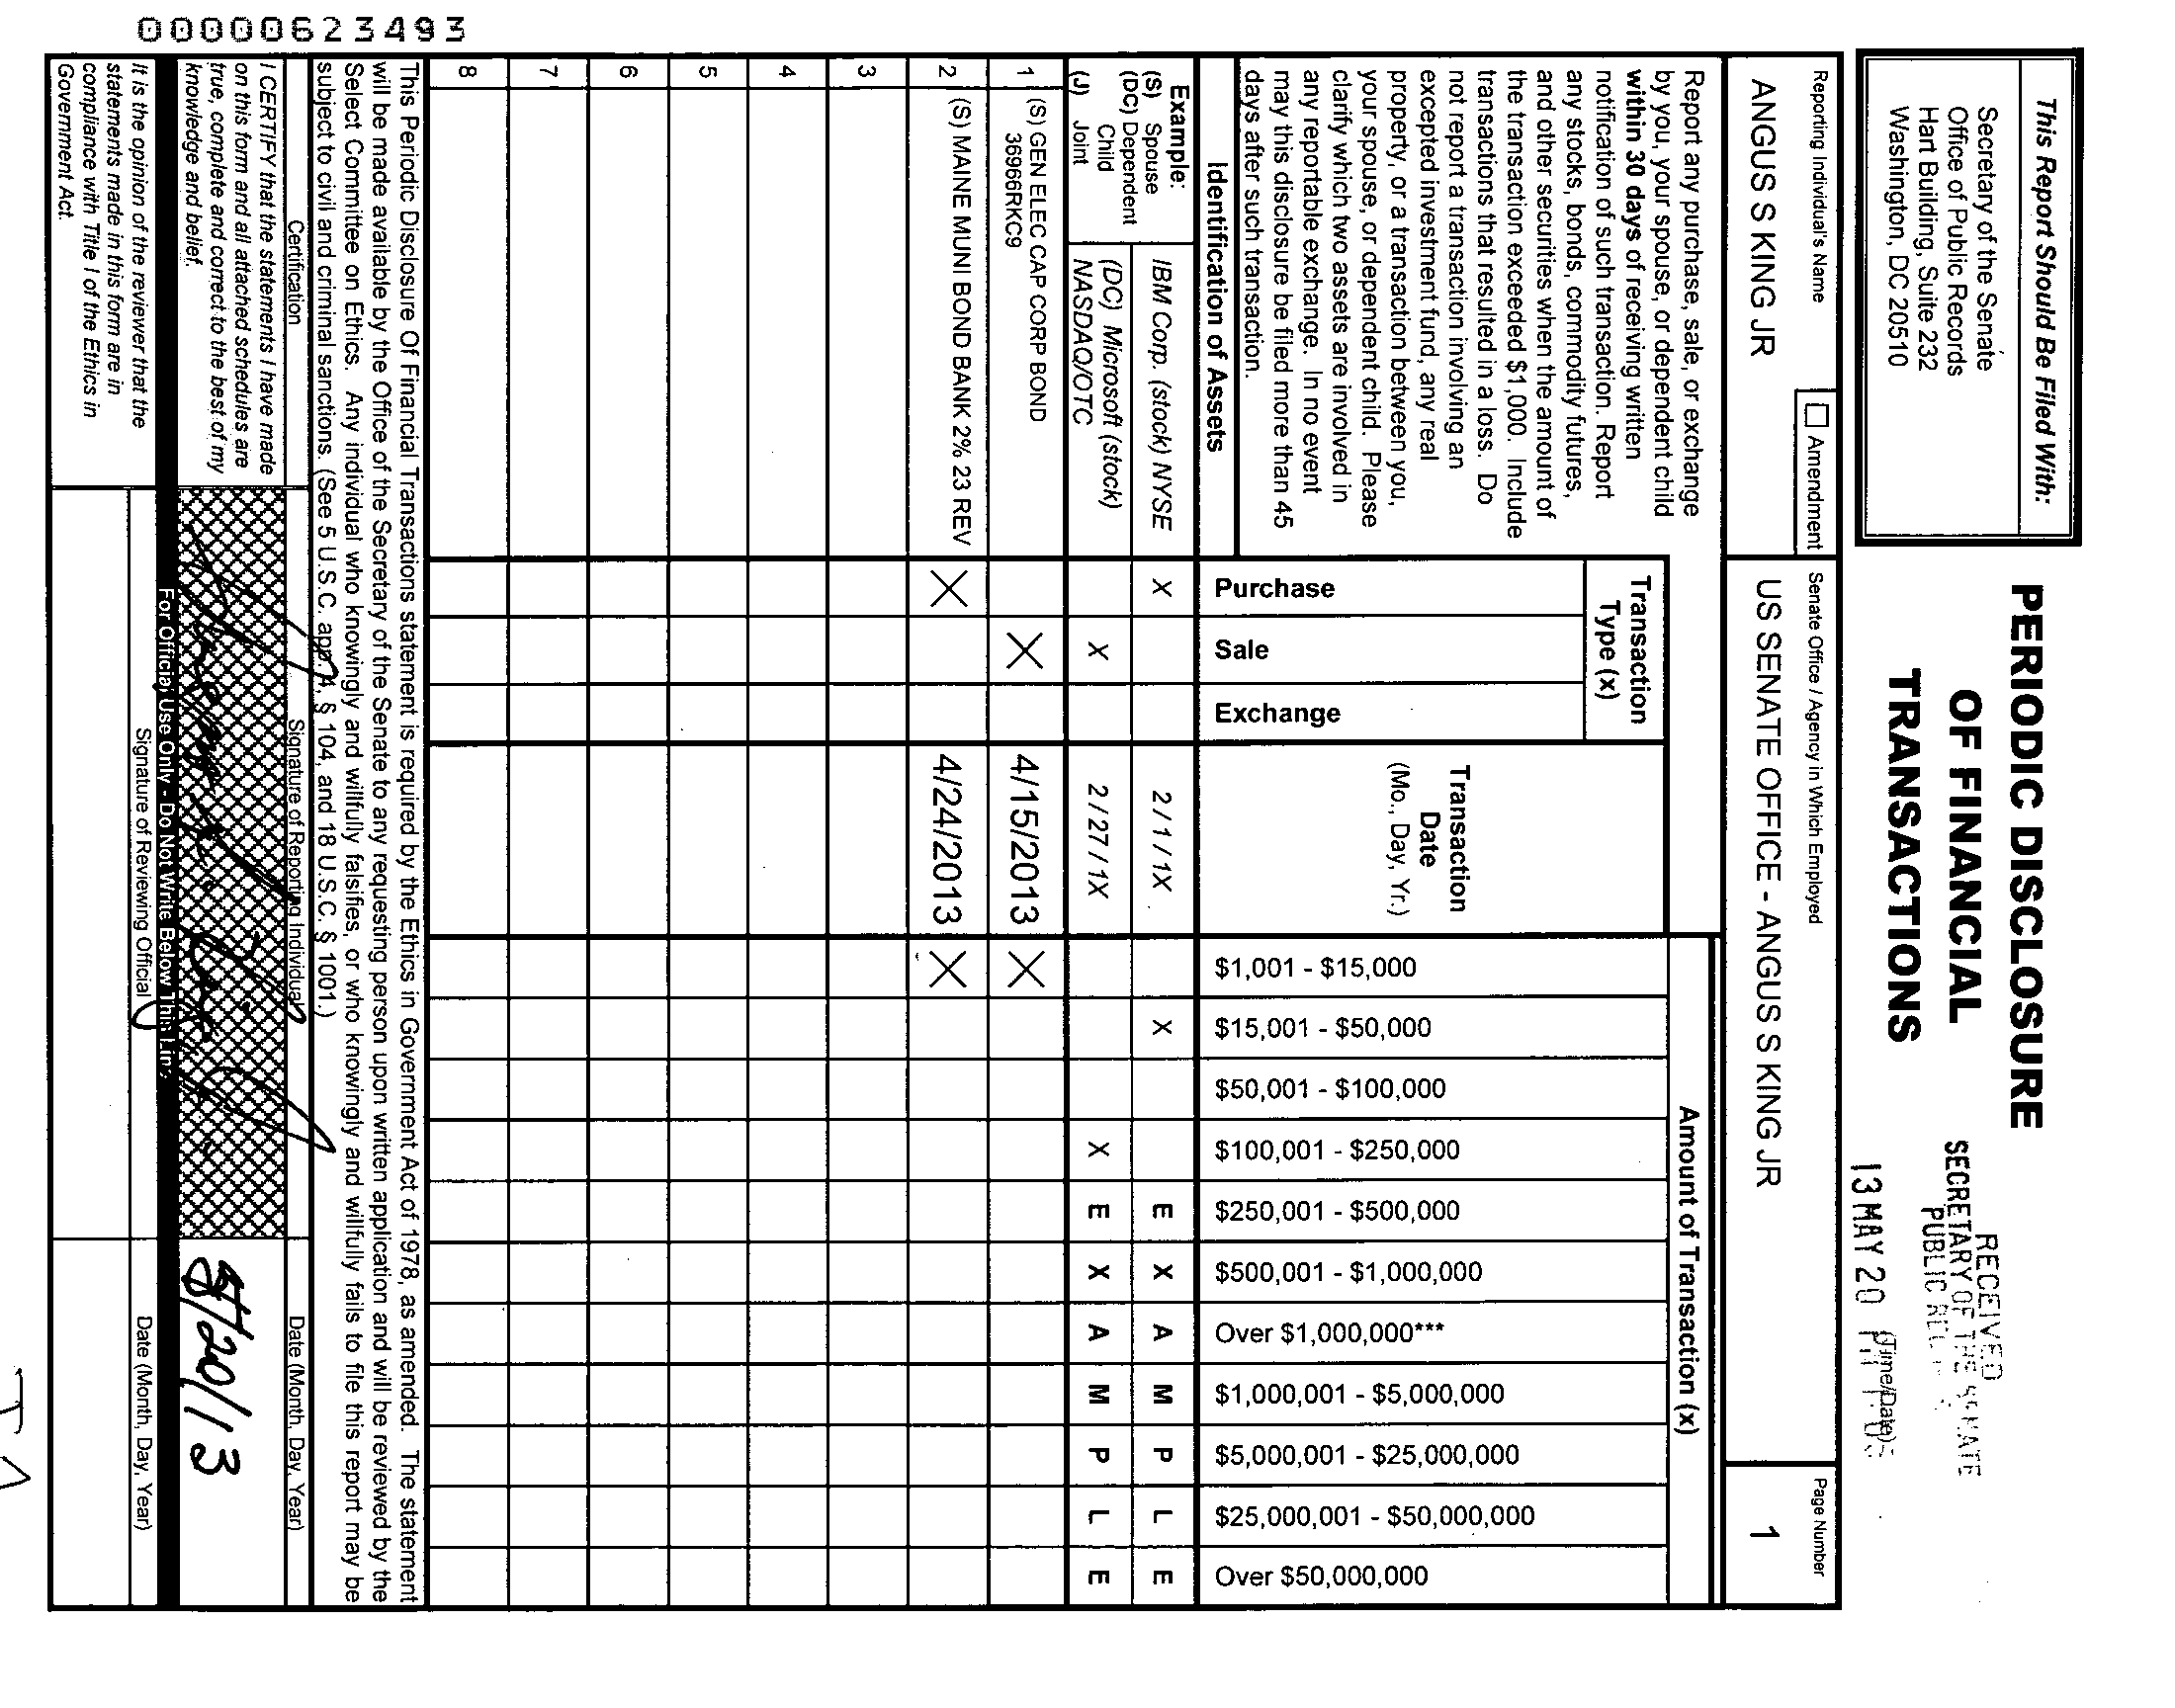 00000623493
This Report Should Be Filed With:
Secretary of the Senate
Office of Public Records
Hart Building, Suite 232
Washington, DC 20510
PERIODIC DISCLOSURE
OF FINANCIAL
TRANSACTIONS
RECEIVED
SECRETARY OF THE SENATE
PUBLIC
13 MAY 20
(Time/Date)
Reporting Individual's Name
ANGUS S KING JR
Amendment
Senate Office / Agency in Which Employed
US SENATE OFFICE - ANGUS S KING JR
Page Number
1
Report any purchase, sale, or exchange
by you, your spouse, or dependent child
within 30 days of receiving written
notification of such transaction. Report
any stocks, bonds, commodity futures,
and other securities when the amount of
the transaction exceeded $1,000. Include
transactions that resulted in a loss. Do
not report a transaction involving an
excepted investment fund, any real
property, or a transaction between you,
your spouse, or dependent child. Please
clarify which two assets are involved in
any reportable exchange. In no event
may this disclosure be filed more than 45
days after such transaction.
Identification of Assets
Transaction
Type (x)
Purchase
Sale
Exchange
Transaction
Date
(Mo., Day, Yr.)
Amount of Transaction (x)
$1,001 - $15,000
$15,001 - $50,000
$50,001 - $100,000
$100,001 - $250,000
$250,001 - $500,000
$500,001 - $1,000,000
Over $1,000,000***
$1,000,001 - $5,000,000
$5,000,001 - $25,000,000
$25,000,001 - $50,000,000
Over $50,000,000
Example:
(S) Spouse
(DC) Dependent
Child
(J) Joint
IBM Corp. (stock) NYSE X 2 / 1 / 1X X E X A M P L E
(DC) Microsoft (stock)
NASDAQ/OTC X 2 / 27 / 1X X E X A M P L E
1 (S) GEN ELEC CAP CORP BOND
36966RKC9 X 4/15/2013 X
2 (S) MAINE MUNI BOND BANK 2% 23 REV X 4/24/2013 X
3
4
5
6
7
8
This Periodic Disclosure Of Financial Transactions statement is required by the Ethics in Government Act of 1978, as amended. The statement
will be made available by the Office of the Secretary of the Senate to any requesting person upon written application and will be reviewed by the
Select Committee on Ethics. Any individual who knowingly and willfully falsifies, or who knowingly and willfully fails to file this report may be
subject to civil and criminal sanctions. (See 5 U.S.C. app. 4, § 104, and 18 U.S.C. § 1001.)
Certification
Signature of Reporting Individual
Date (Month, Day, Year)
I CERTIFY that the statements I have made
on this form and all attached schedules are
true, complete and correct to the best of my
knowledge and belief.
5/20/13
For Official Use Only - Do Not Write Below This Line
It is the opinion of the reviewer that the
statements made in this form are in
compliance with Title I of the Ethics in
Government Act.
Signature of Reviewing Official
Date (Month, Day, Year)